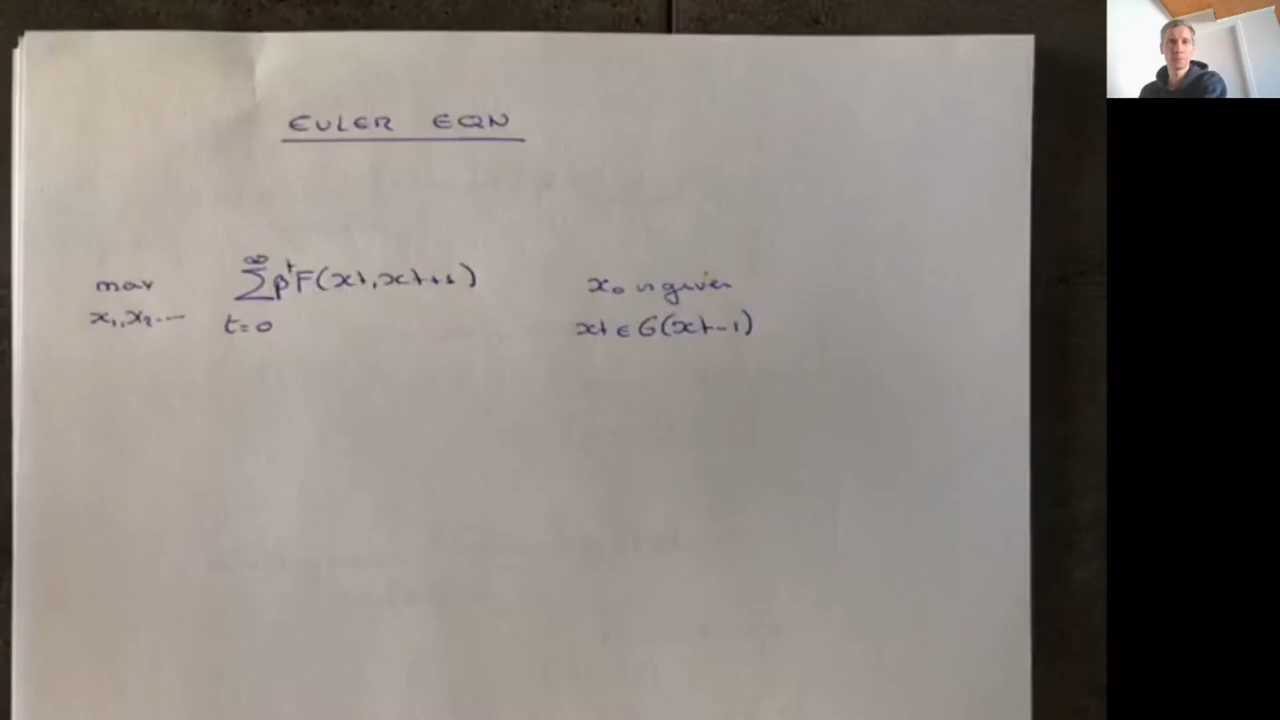 EULER EQN
max ∑ β^t F(xt, xt+1) x₀ is given
x₁, x₂ ... t=0 ∞ xt ∈ G(xt-1)